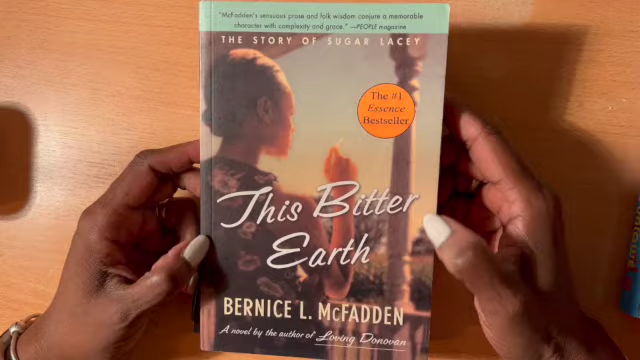 "McFadden's sensuous prose and folk wisdom conjure a memorable
character with complexity and grace." —PEOPLE magazine
THE STORY OF SUGAR LACEY
The #1
Essence
Bestseller
This Bitter
Earth
BERNICE L. McFADDEN
A novel by the author of Loving Donovan